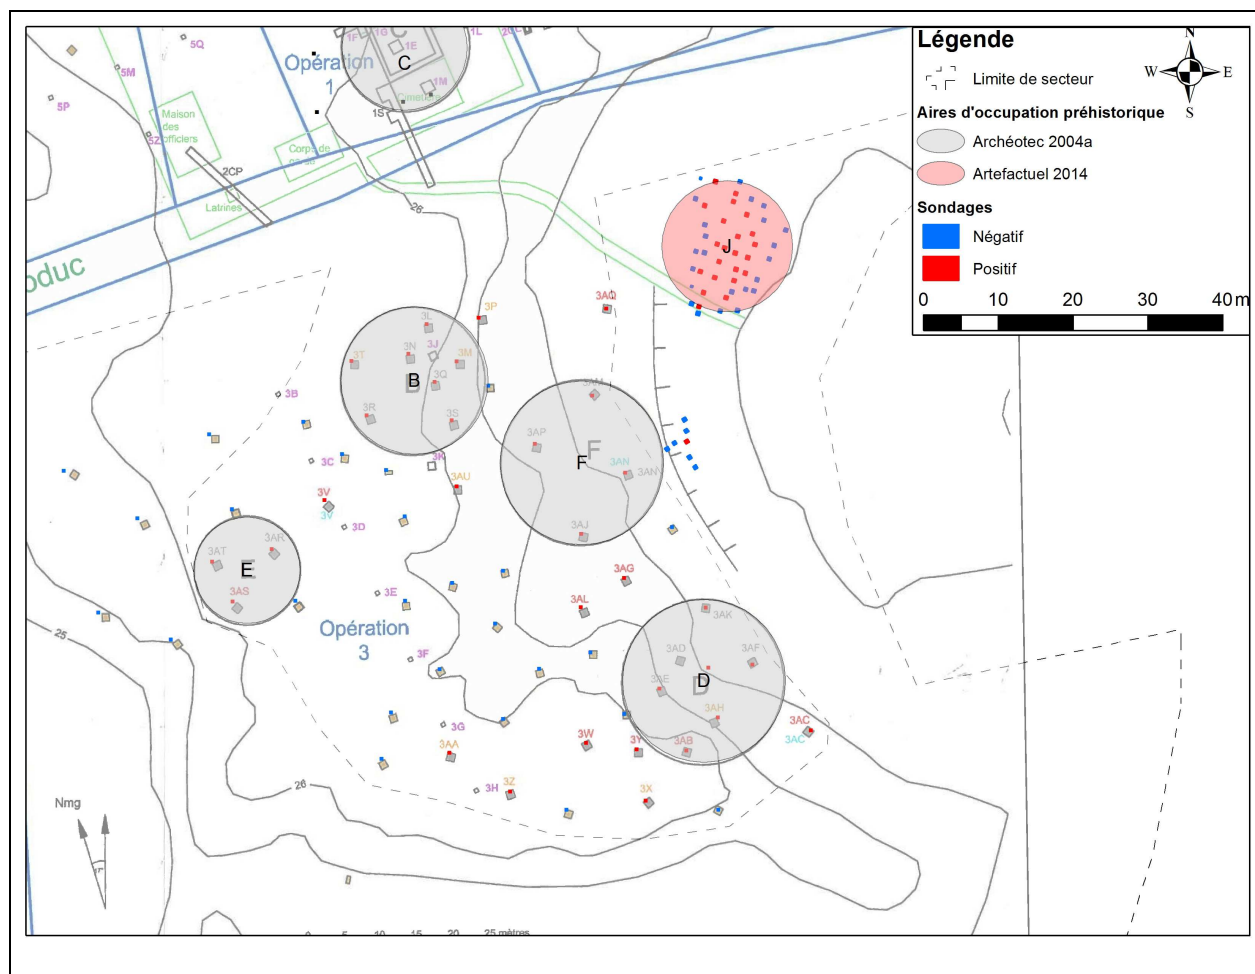 Légende
Limite de secteur
Aires d'occupation préhistorique
Archéotec 2004a
Artefactuel 2014
Sondages
Négatif
Positif
0 10 20 30 40 m
N
W E
S
5Q
5M
5P
5Z
Maison
des
officiers
2CP
Latrines
Opération
1
Corps de
1F
1G
1L
1E
C
1M
Cimetière
1S
26
oduc
J
3AQ
3P
3L
3N
3J
3T
3M
B
3Q
3R
3S
3B
3C
3K
3AU
3V
3V
3D
3AP
F
F
3AN
3AN
3AJ
3AR
3AT
E
3AS
3E
3AG
3AL
Opération
3
3F
25
3AK
3AD
3AF
3AE
D
D
3AH
3AC
3AC
3G
3AA
3W
3Y
3AB
3H
3Z
3X
26
Nmg
0 5 10 15 20 25 mètres